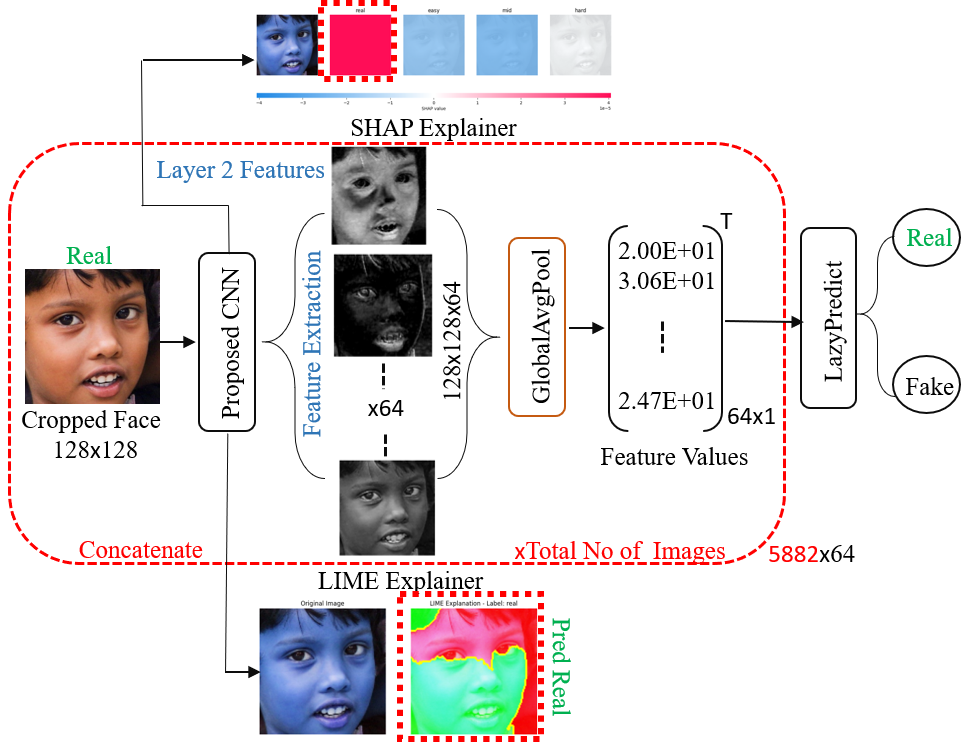 real
easy
mid
hard
−4
−3
−2
−1
0
1
2
3
4
1e−5
SHAP value
SHAP Explainer
Layer 2 Features
Real
Cropped Face
128x128
Proposed CNN
Feature Extraction
x64
128x128x64
GlobalAvgPool
2.00E+01
3.06E+01
2.47E+01
T
64x1
Feature Values
LazyPredict
Real
Fake
Concatenate
xTotal No of Images
5882x64
LIME Explainer
Original Image
LIME Explanation - Label: real
Pred Real